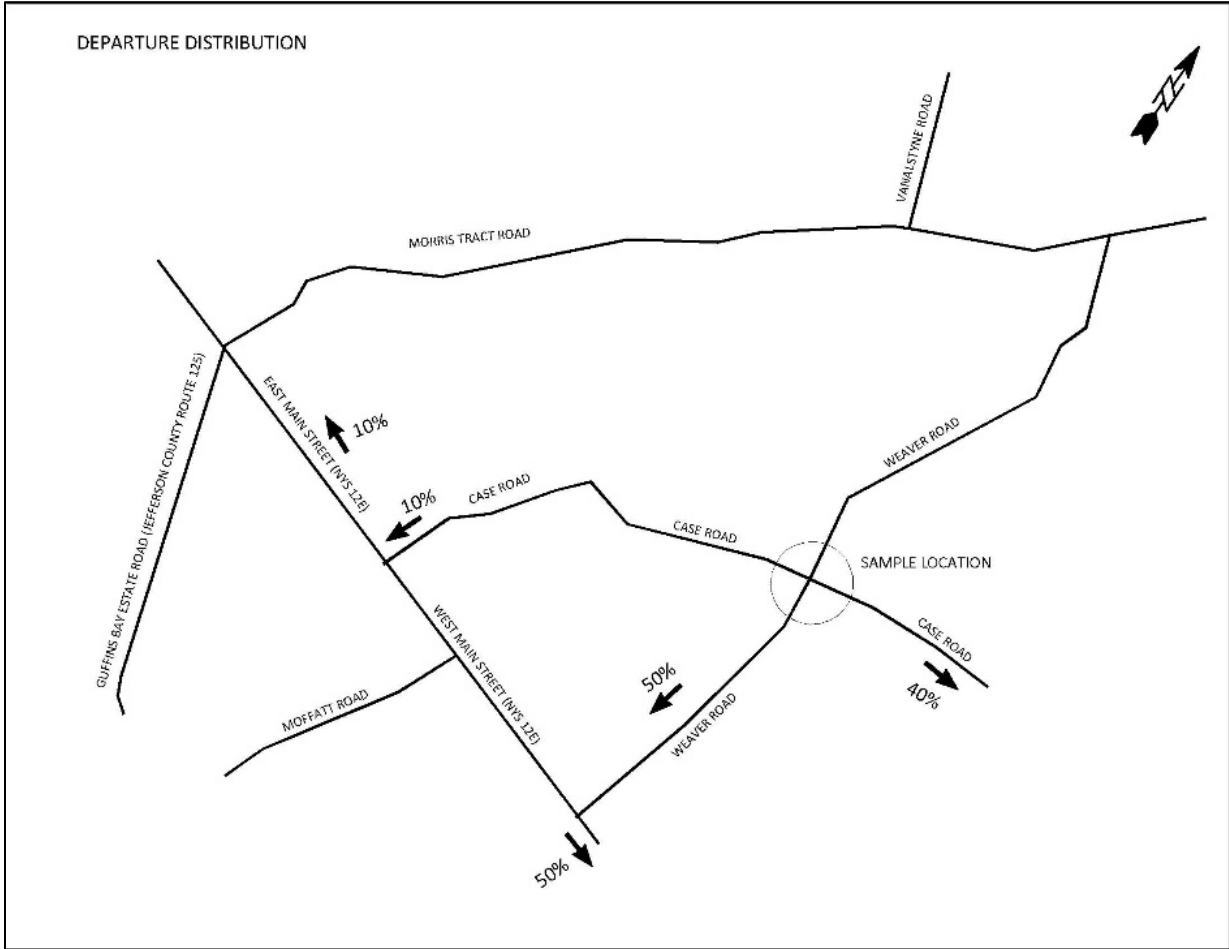 DEPARTURE DISTRIBUTION
VANALSTYNE ROAD
MORRIS TRACT ROAD
GUFFINS BAY ESTATE ROAD (JEFFERSON COUNTY ROUTE 125)
EAST MAIN STREET (NYS 12E)
10%
10%
CASE ROAD
WEAVER ROAD
CASE ROAD
SAMPLE LOCATION
CASE ROAD
WEST MAIN STREET (NYS 12E)
MOFFATT ROAD
50%
WEAVER ROAD
40%
50%